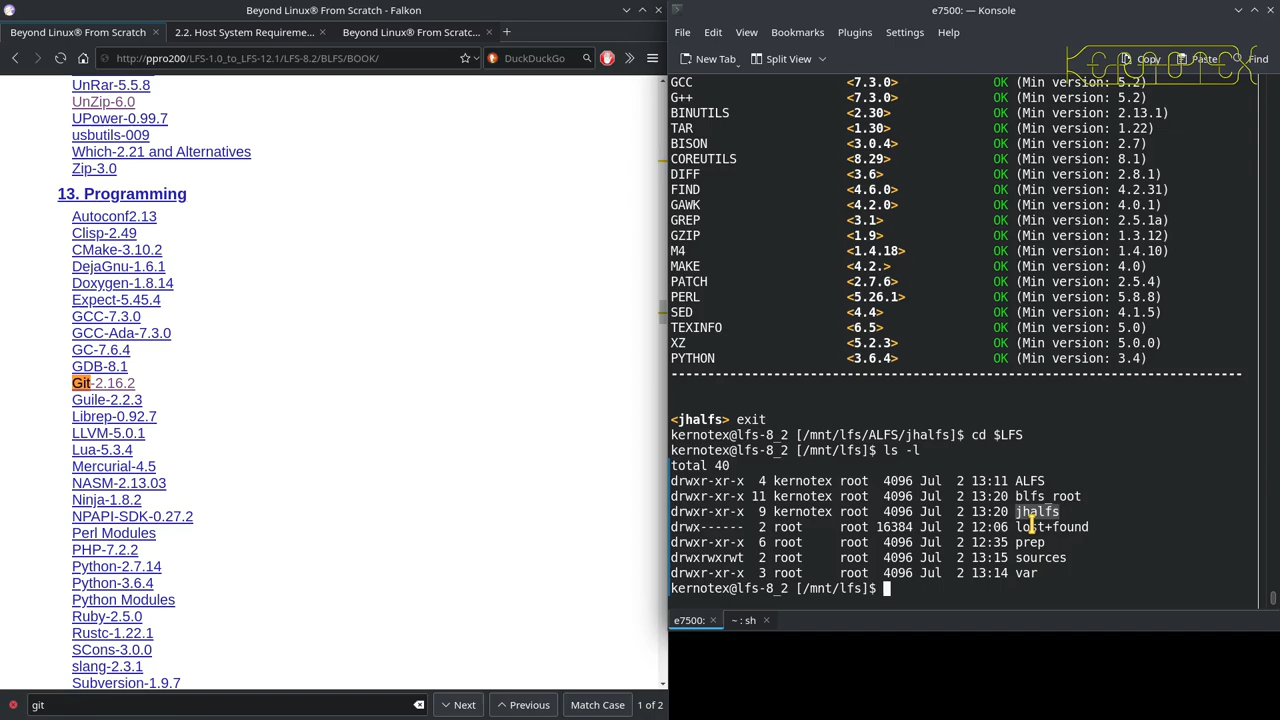 Beyond Linux® From Scratch - Falkon
Beyond Linux® From Scratch
2.2. Host System Requireme...
Beyond Linux® From Scratc...
http://ppro200/LFS-1.0_to_LFS-12.1/LFS-8.2/BLFS/BOOK/
DuckDuckGo
UnRar-5.5.8
UnZip-6.0
UPower-0.99.7
usbutils-009
Which-2.21 and Alternatives
Zip-3.0
13. Programming
Autoconf2.13
Clisp-2.49
CMake-3.10.2
DejaGnu-1.6.1
Doxygen-1.8.14
Expect-5.45.4
GCC-7.3.0
GCC-Ada-7.3.0
GC-7.6.4
GDB-8.1
Git-2.16.2
Guile-2.2.3
Librep-0.92.7
LLVM-5.0.1
Lua-5.3.4
Mercurial-4.5
NASM-2.13.03
Ninja-1.8.2
NPAPI-SDK-0.27.2
Perl Modules
PHP-7.2.2
Python-2.7.14
Python-3.6.4
Python Modules
Ruby-2.5.0
Rustc-1.22.1
SCons-3.0.0
slang-2.3.1
Subversion-1.9.7
git
Next
Previous
Match Case
1 of 2
e7500: — Konsole
File Edit View Bookmarks Plugins Settings Help
New Tab Split View Copy Paste Find
kernotex
GCC <7.3.0> OK (Min version: 5.2)
G++ <7.3.0> OK (Min version: 5.2)
BINUTILS <2.30> OK (Min version: 2.13.1)
TAR <1.30> OK (Min version: 1.22)
BISON <3.0.4> OK (Min version: 2.7)
COREUTILS <8.29> OK (Min version: 8.1)
DIFF <3.6> OK (Min version: 2.8.1)
FIND <4.6.0> OK (Min version: 4.2.31)
GAWK <4.2.0> OK (Min version: 4.0.1)
GREP <3.1> OK (Min version: 2.5.1a)
GZIP <1.9> OK (Min version: 1.3.12)
M4 <1.4.18> OK (Min version: 1.4.10)
MAKE <4.2.> OK (Min version: 4.0)
PATCH <2.7.6> OK (Min version: 2.5.4)
PERL <5.26.1> OK (Min version: 5.8.8)
SED <4.4> OK (Min version: 4.1.5)
TEXINFO <6.5> OK (Min version: 5.0)
XZ <5.2.3> OK (Min version: 5.0.0)
PYTHON <3.6.4> OK (Min version: 3.4)
<jhalfs> exit
kernotex@lfs-8_2 [/mnt/lfs/ALFS/jhalfs]$ cd $LFS
kernotex@lfs-8_2 [/mnt/lfs]$ ls -l
total 40
drwxr-xr-x 4 kernotex root 4096 Jul 2 13:11 ALFS
drwxr-xr-x 11 kernotex root 4096 Jul 2 13:20 blfs_root
drwxr-xr-x 9 kernotex root 4096 Jul 2 13:20 jhalfs
drwx------ 2 root root 16384 Jul 2 12:06 lost+found
drwxr-xr-x 6 root root 4096 Jul 2 12:35 prep
drwxrwxrwt 2 root root 4096 Jul 2 13:15 sources
drwxr-xr-x 3 root root 4096 Jul 2 13:14 var
kernotex@lfs-8_2 [/mnt/lfs]$
e7500:
~ : sh